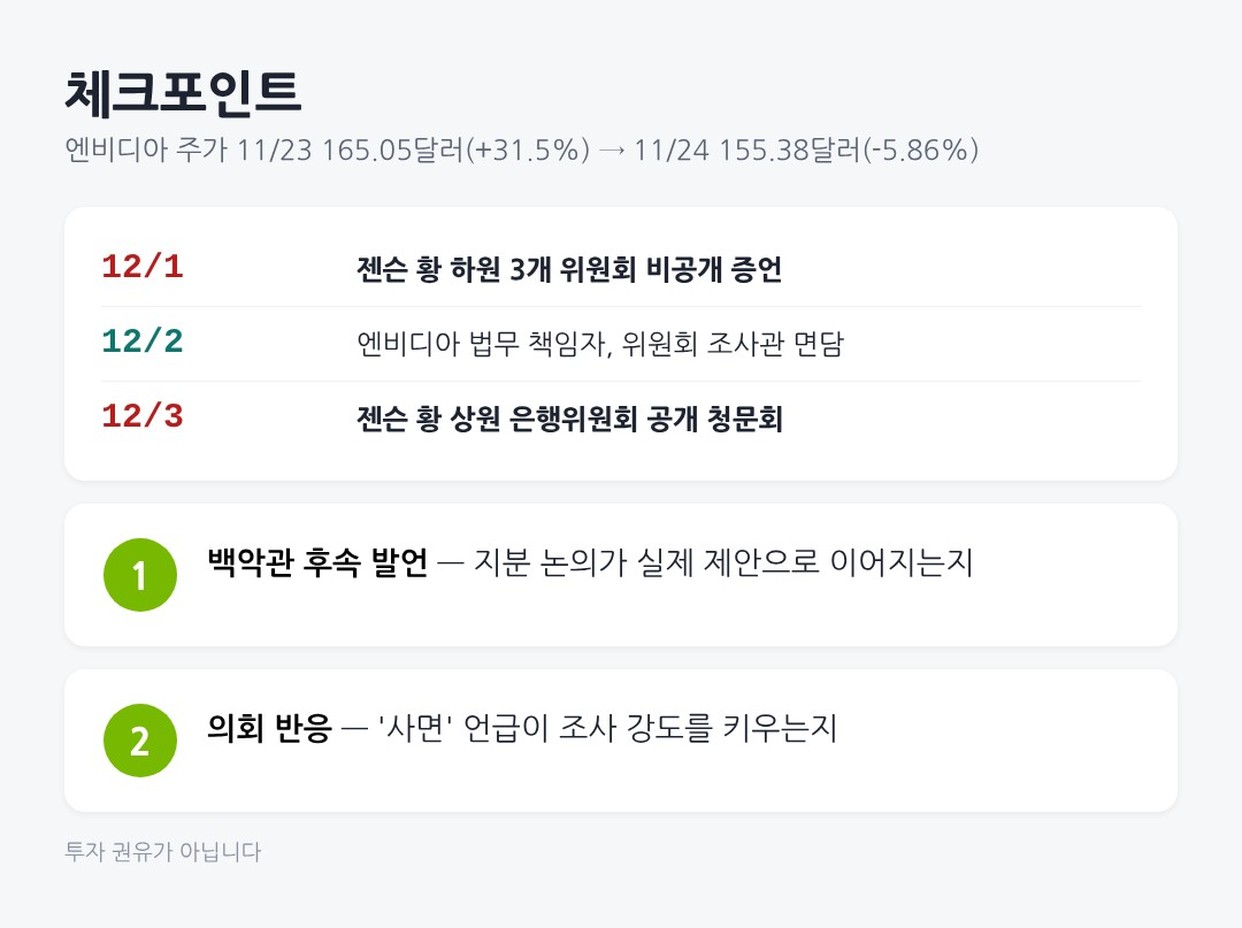 체크포인트
엔비디아 주가 11/23 165.05달러(+31.5%) → 11/24 155.38달러(-5.86%)
12/1 젠슨 황 하원 3개 위원회 비공개 증언
12/2 엔비디아 법무 책임자, 위원회 조사관 면담
12/3 젠슨 황 상원 은행위원회 공개 청문회
1 백악관 후속 발언 — 지분 논의가 실제 제안으로 이어지는지
2 의회 반응 — '사면' 언급이 조사 강도를 키우는지
투자 권유가 아닙니다